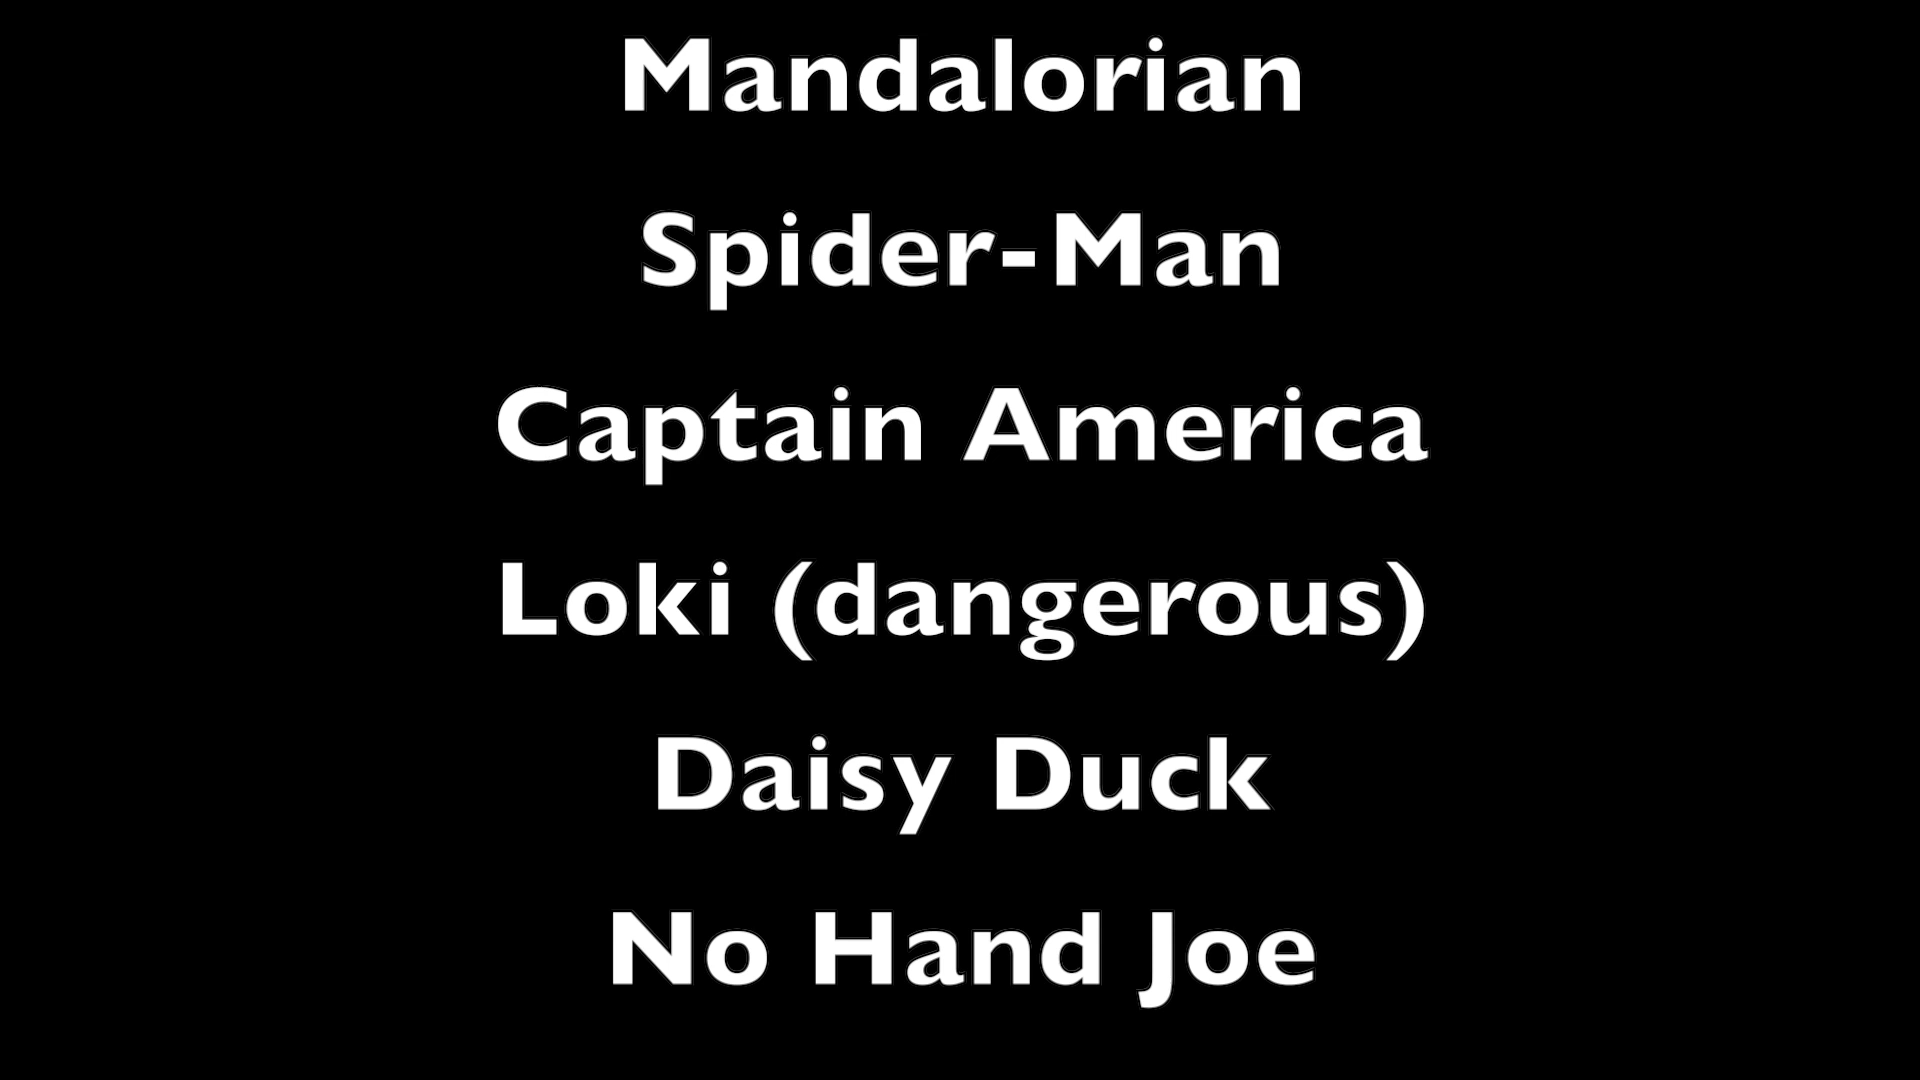 Mandalorian
Spider-Man
Captain America
Loki (dangerous)
Daisy Duck
No Hand Joe